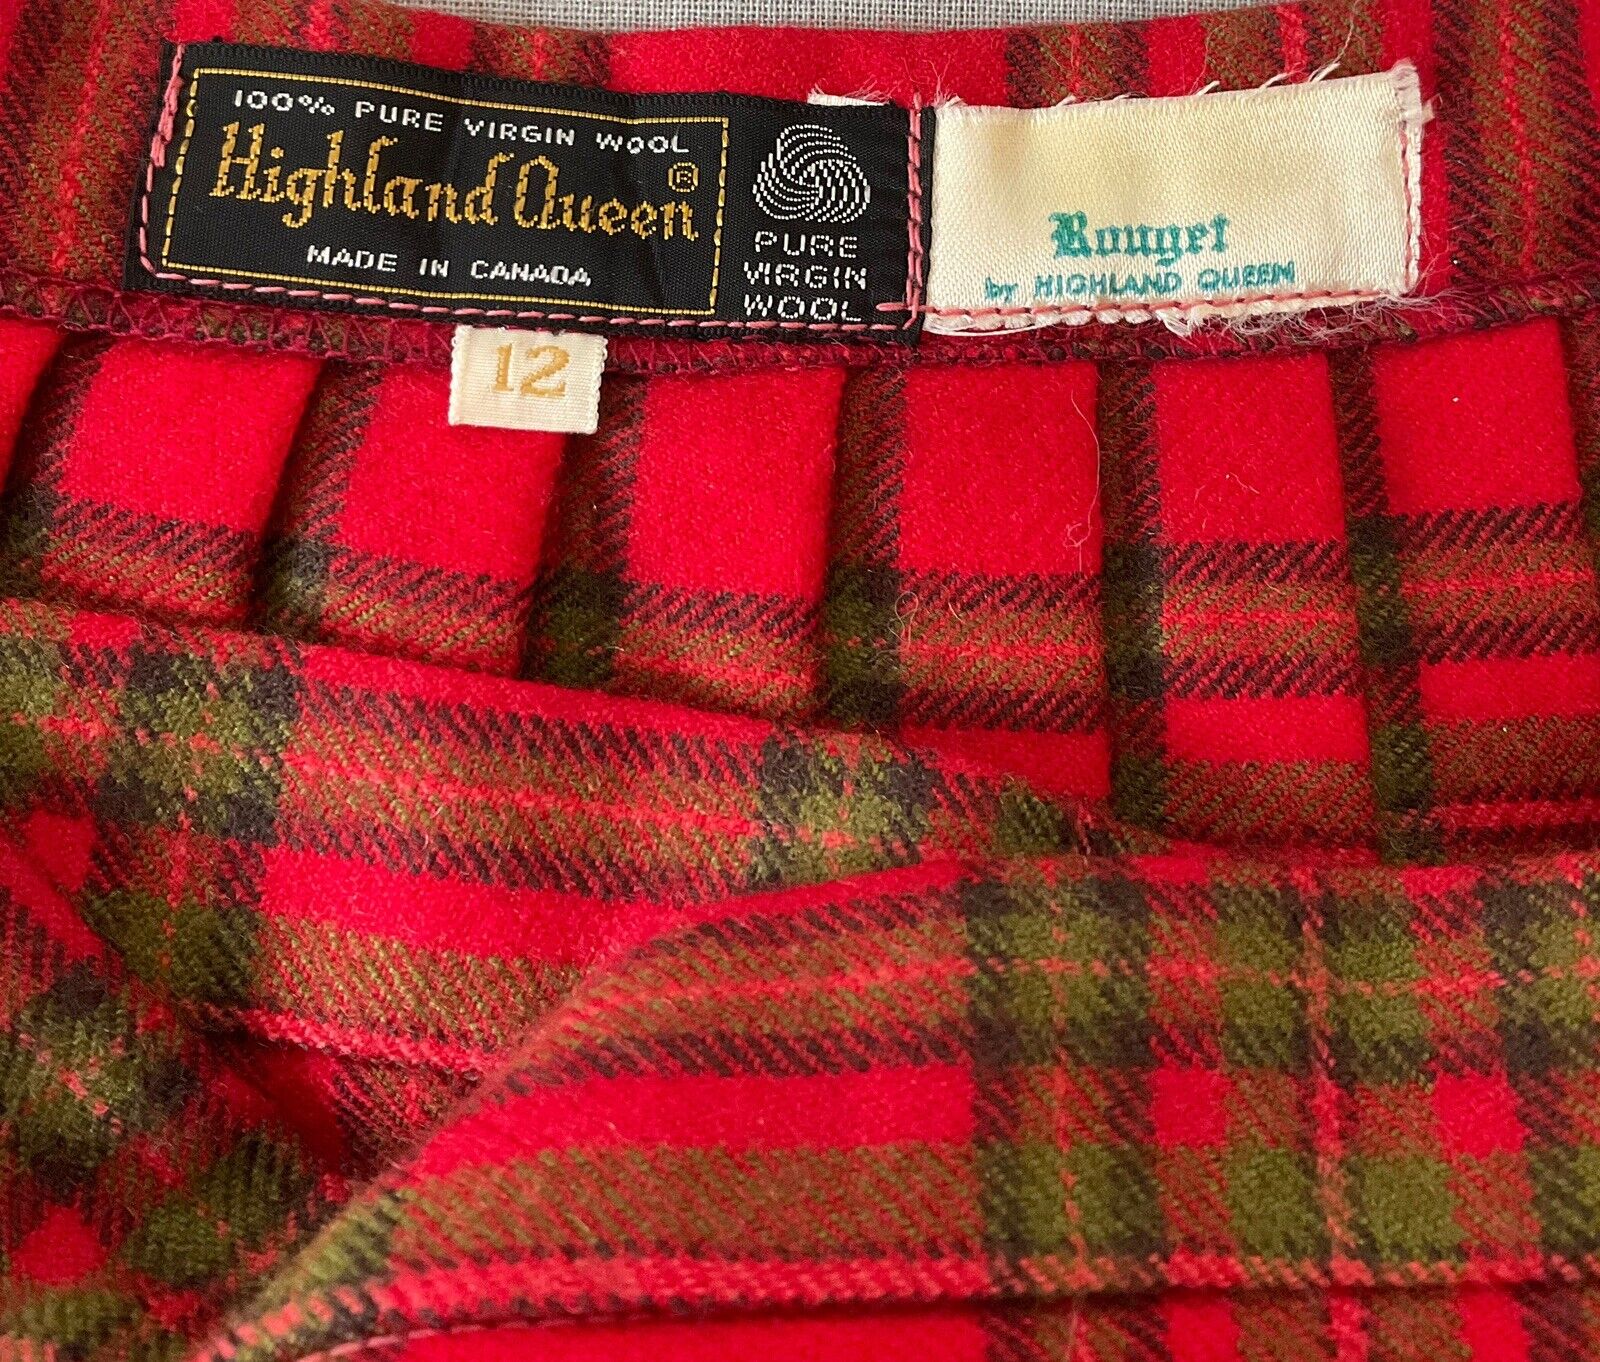 100% PURE VIRGIN WOOL
Highland Queen ®
MADE IN CANADA
PURE
VIRGIN
WOOL
Rouget
by HIGHLAND QUEEN
12